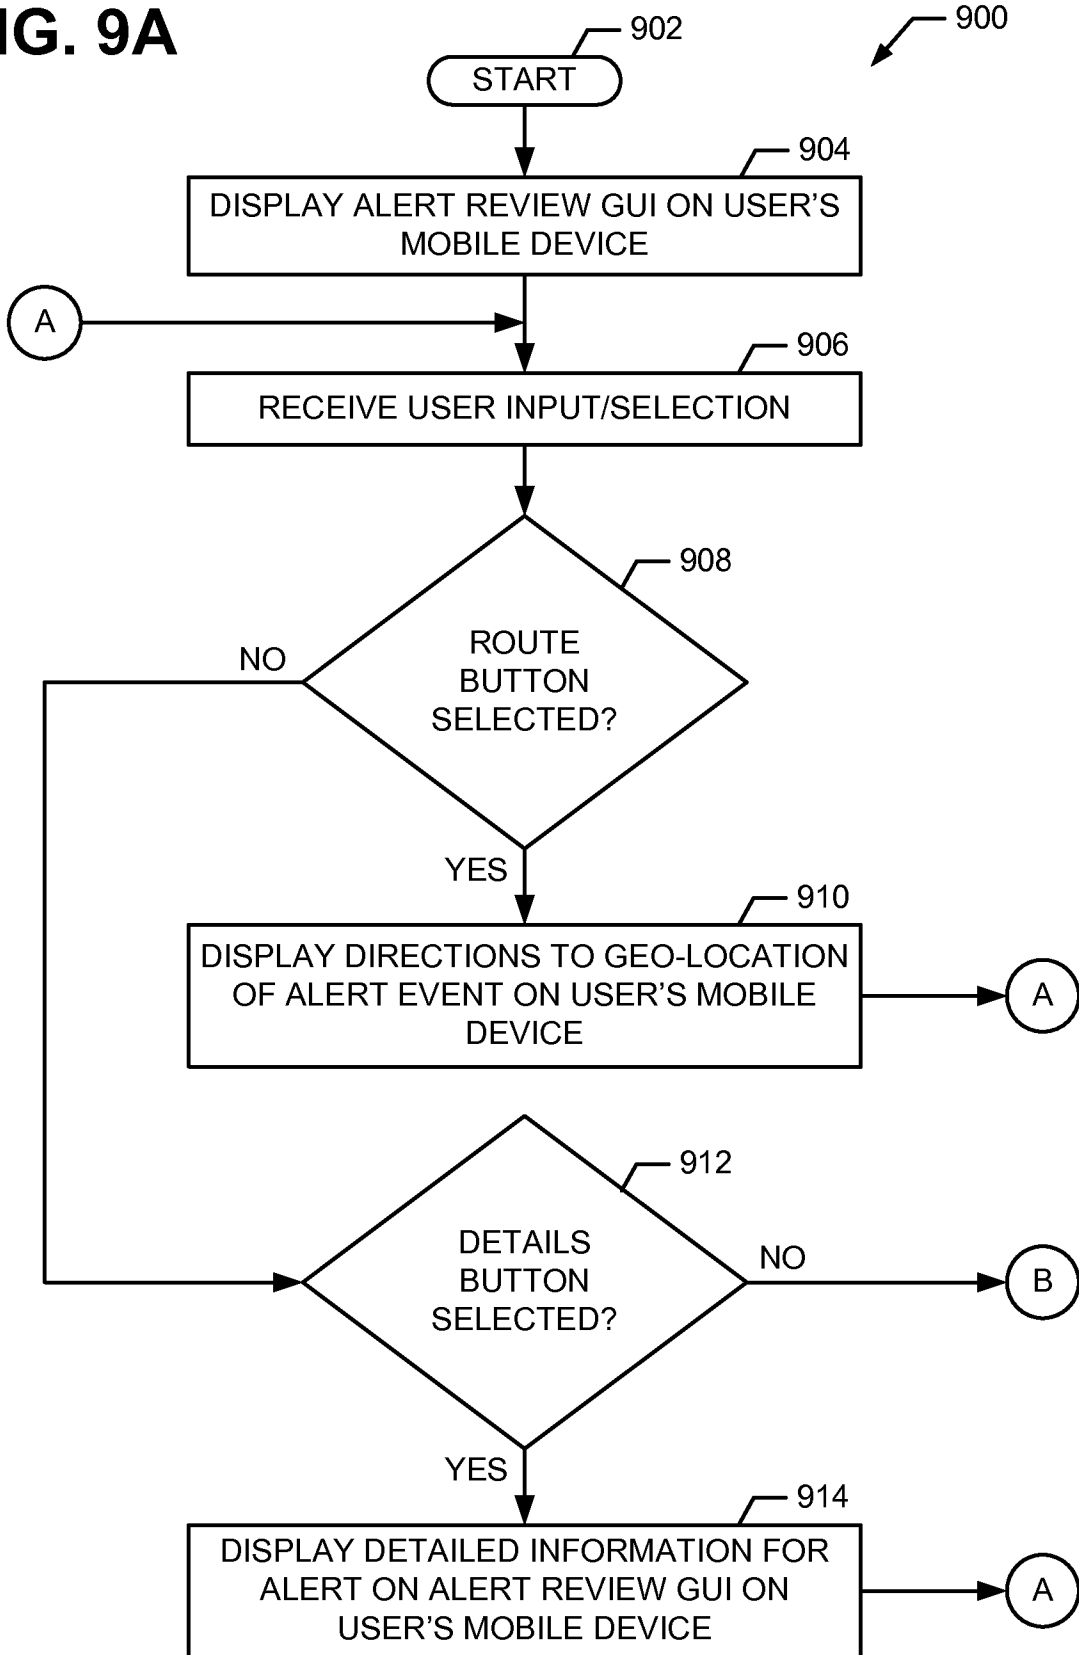 IG. 9A
900
902
START
904
DISPLAY ALERT REVIEW GUI ON USER'S
MOBILE DEVICE
A
906
RECEIVE USER INPUT/SELECTION
908
ROUTE
BUTTON
SELECTED?
NO
YES
910
DISPLAY DIRECTIONS TO GEO-LOCATION
OF ALERT EVENT ON USER'S MOBILE
DEVICE
A
912
DETAILS
BUTTON
SELECTED?
NO
B
YES
914
DISPLAY DETAILED INFORMATION FOR
ALERT ON ALERT REVIEW GUI ON
USER'S MOBILE DEVICE
A